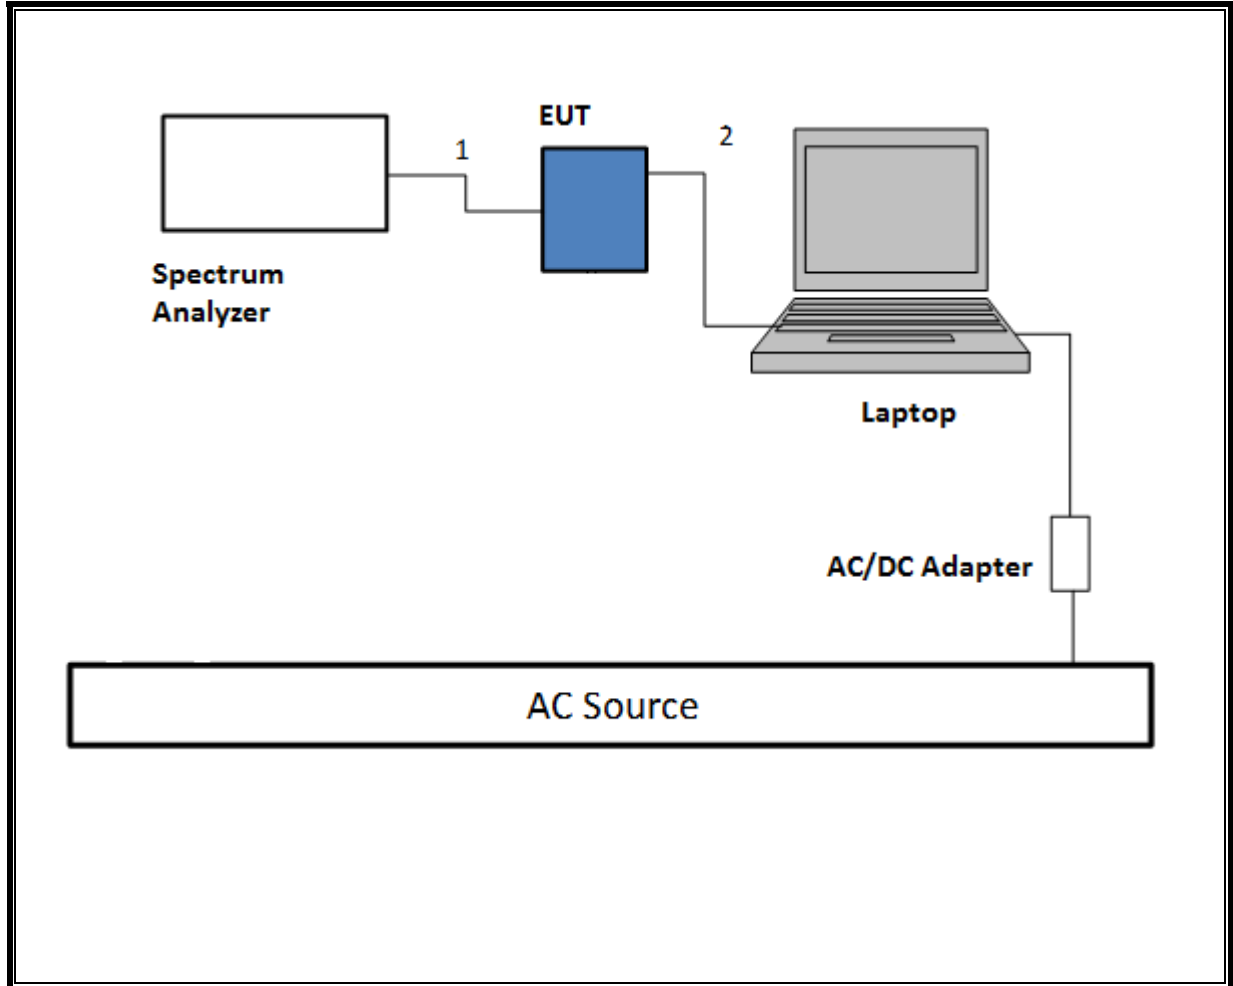 EUT
1
2
Spectrum
Analyzer
Laptop
AC/DC Adapter
AC Source